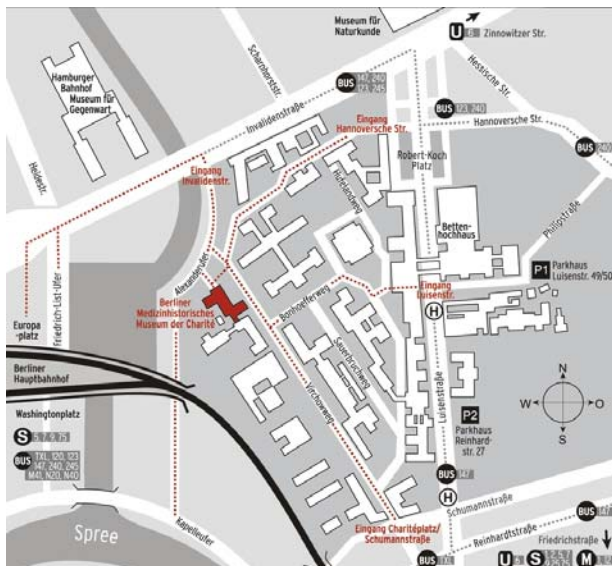 Museum für
Naturkunde
U 6 Zinnowitzer Str.
Hamburger
Bahnhof
Museum für
Gegenwart
Scharnhorststr.
BUS 147, 240
123, 245
Hessische Str.
BUS 123, 240
Invalidenstraße
Eingang
Hannoversche Str.
Hannoversche Str.
BUS 240
Heidestr.
Eingang
Invalidenstr.
Robert-Koch
Platz
Hufelandweg
Betten-
hochhaus
Philipstraße
Alexanderufer
Friedrich-List-Ufer
P1 Parkhaus
Luisenstr. 49/50
Eingang
Luisenstr.
H
Berliner
Medizinhistorisches
Museum der Charité
Bonhoefferweg
Europa
-platz
Sauerbruchweg
Berliner
Hauptbahnhof
Virchowweg
Luisenstraße
N
W O
S
Washingtonplatz
S 5, 7, 9, 75
BUS TXL, 120, 123
147, 240, 245
M41, N20, N40
P2
Parkhaus
Reinhard-
str. 27
BUS 147
H
Schumannstraße
Kapelleufer
Eingang Charitéplatz/
Schumannstraße
BUS 147
Reinhardtstraße
Spree
BUS TXL
Friedrichstraße
U 6 S M